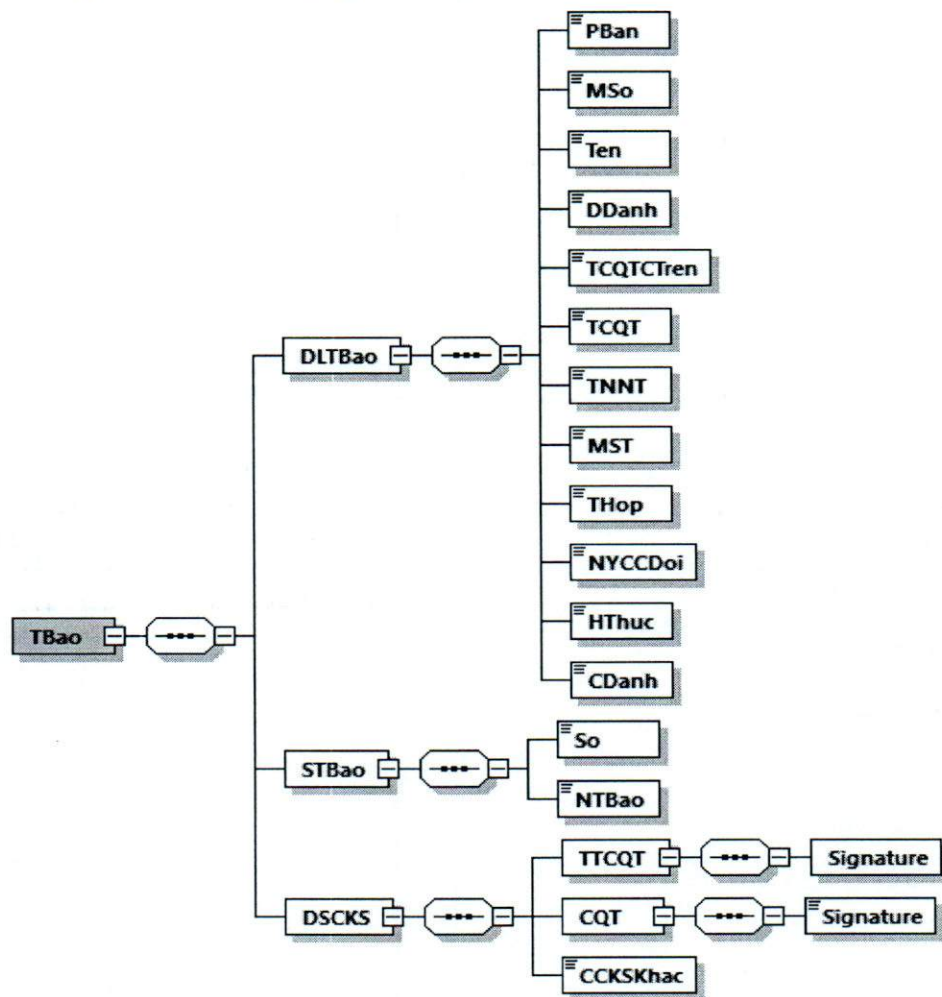 PBan
MSo
Ten
DDanh
TCQTCTren
TCQT
DLTBao
TNNT
MST
THop
NYCCDoi
HThuc
TBao
CDanh
So
STBao
NTBao
TTCQT Signature
DSCKS CQT Signature
CCKSKhac